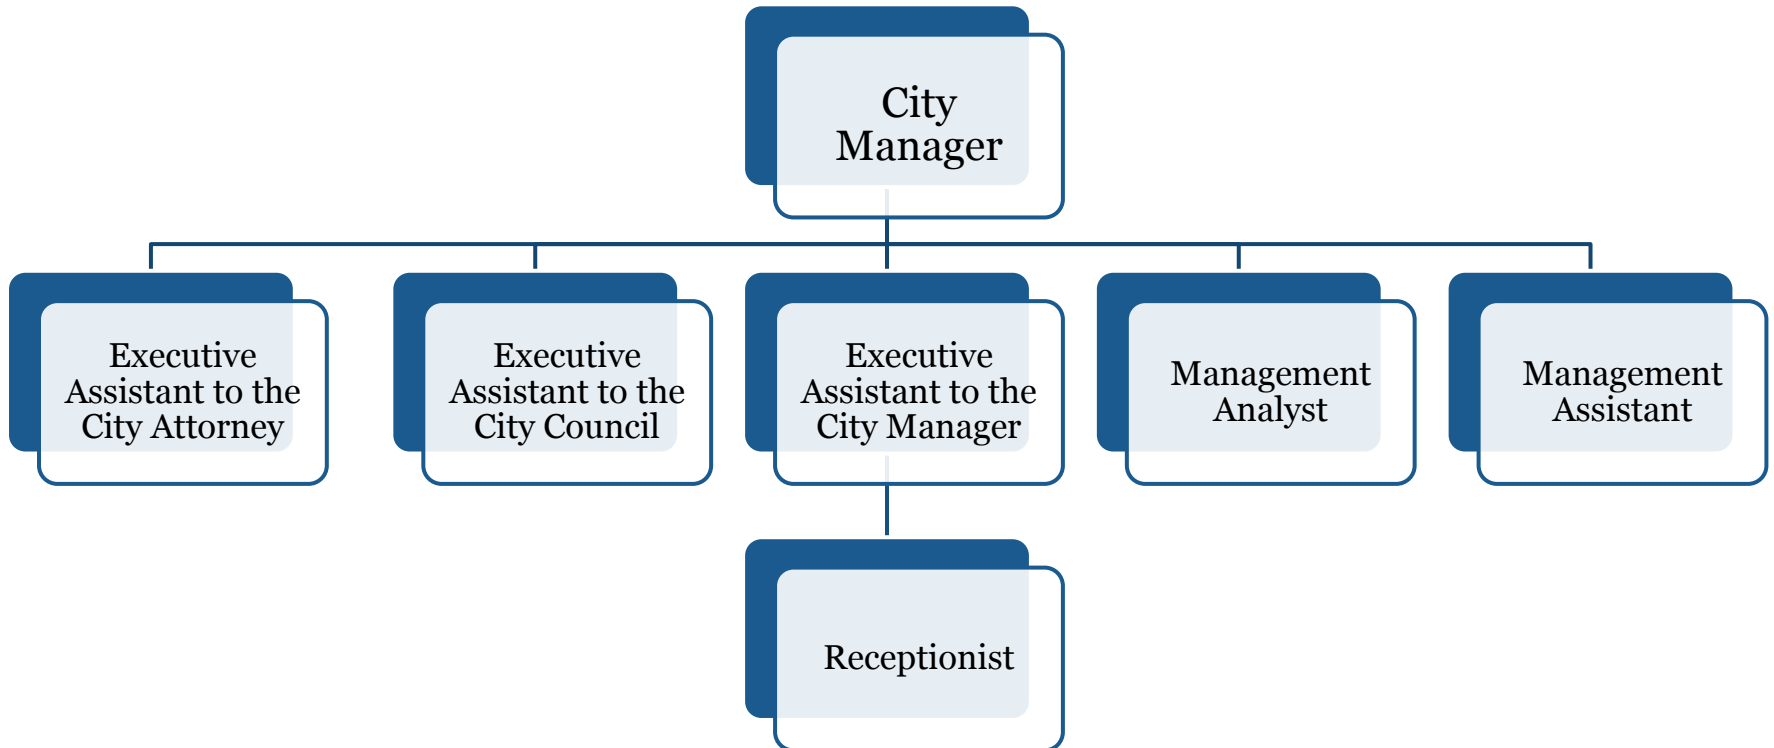 City
Manager
Executive
Assistant to the
City Attorney
Executive
Assistant to the
City Council
Executive
Assistant to the
City Manager
Management
Analyst
Management
Assistant
Receptionist